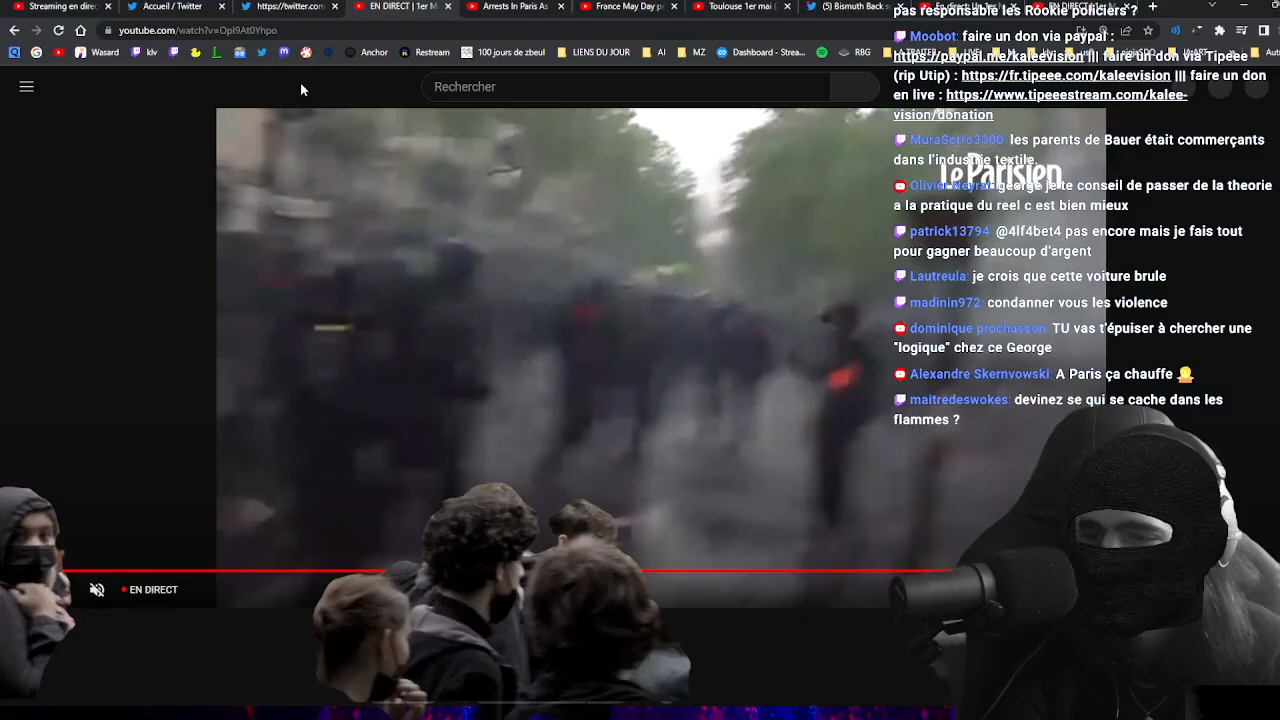 Streaming en direc
Accueil / Twitter
https://twitter.com
EN DIRECT | 1er M
Arrests In Paris As
France May Day p
Toulouse 1er mai
Bismuth Back s
pas responsable les Rookie policiers ?
youtube.com/watch?v=OpI9At0Yhpo
Wasard
klv
Anchor
Restream
100 jours de zbeul
LIENS DU JOUR
AI
MZ
Dashboard - Strea...
RBG
Moobot: faire un don via paypal :
https://paypal.me/kaleevision ||| faire un don via Tipeee
(rip Utip) : https://fr.tipeee.com/kaleevision ||| faire un don
en live : https://www.tipeeestream.com/kalee-
vision/donation
Rechercher
MuraSorro3000: les parents de Bauer était commerçants
dans l'industrie textile.
Le Parisien
Olivier Meyrat: george je te conseil de passer de la theorie
a la pratique du reel c est bien mieux
patrick13794 @4lf4bet4 pas encore mais je fais tout
pour gagner beaucoup d'argent
Lautreula: je crois que cette voiture brule
madinin972: condanner vous les violence
dominique prochasson: TU vas t'épuiser à chercher une
"logique" chez ce George
Alexandre Skernvowski: A Paris ça chauffe
maitredeswokes: devinez se qui se cache dans les
flammes ?
EN DIRECT